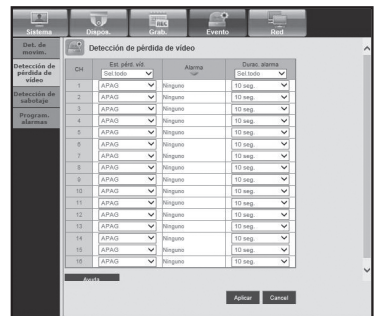 Sistema Dispos. Grab. Evento Red
REC
Det. de movim.
Detección de pérdida de vídeo
Detección de sabotaje
Program. alarmas
Detección de pérdida de vídeo
CH Est. pérd. víd. Alarma Durac. alarma
Sel.todo Sel.todo
1 APAG Ninguno 10 seg.
2 APAG Ninguno 10 seg.
3 APAG Ninguno 10 seg.
4 APAG Ninguno 10 seg.
5 APAG Ninguno 10 seg.
6 APAG Ninguno 10 seg.
7 APAG Ninguno 10 seg.
8 APAG Ninguno 10 seg.
9 APAG Ninguno 10 seg.
10 APAG Ninguno 10 seg.
11 APAG Ninguno 10 seg.
12 APAG Ninguno 10 seg.
13 APAG Ninguno 10 seg.
14 APAG Ninguno 10 seg.
15 APAG Ninguno 10 seg.
16 APAG Ninguno 10 seg.
Ayuda
Aplicar Cancel